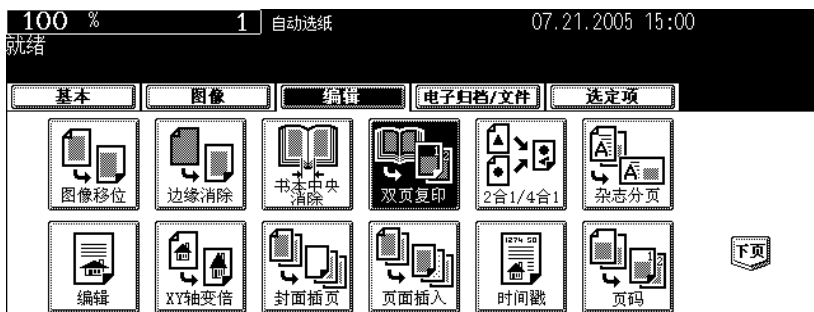 100 % 1 自动选纸 07.21.2005 15:00
就绪
基本 图像 编辑 电子归档/文件 选定项
图像移位 边缘消除 书本中央消除 双页复印 2合1/4合1 杂志分页
编辑 XY轴变倍 封面插页 页面插入 时间戳 页码 下页